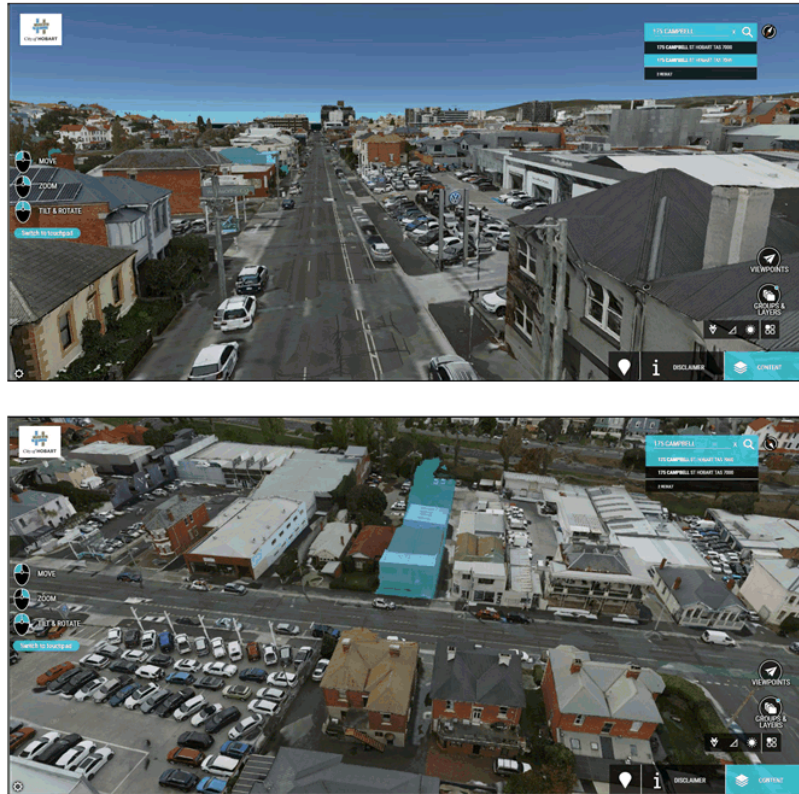 City of HOBART
175 CAMPBELL x
175 CAMPBELL ST HOBART TAS 7000
175 CAMPBELL ST HOBART TAS 7000
MOVE
ZOOM
TILT & ROTATE
Switch to touchpad
VIEWPOINTS
GROUPS &
LAYERS
i DISCLAIMER
CONTENT
City of HOBART
175 CAMPBELL x
175 CAMPBELL ST HOBART TAS 7000
175 CAMPBELL ST HOBART TAS 7000
MOVE
ZOOM
TILT & ROTATE
Switch to touchpad
VIEWPOINTS
GROUPS &
LAYERS
i DISCLAIMER
CONTENT